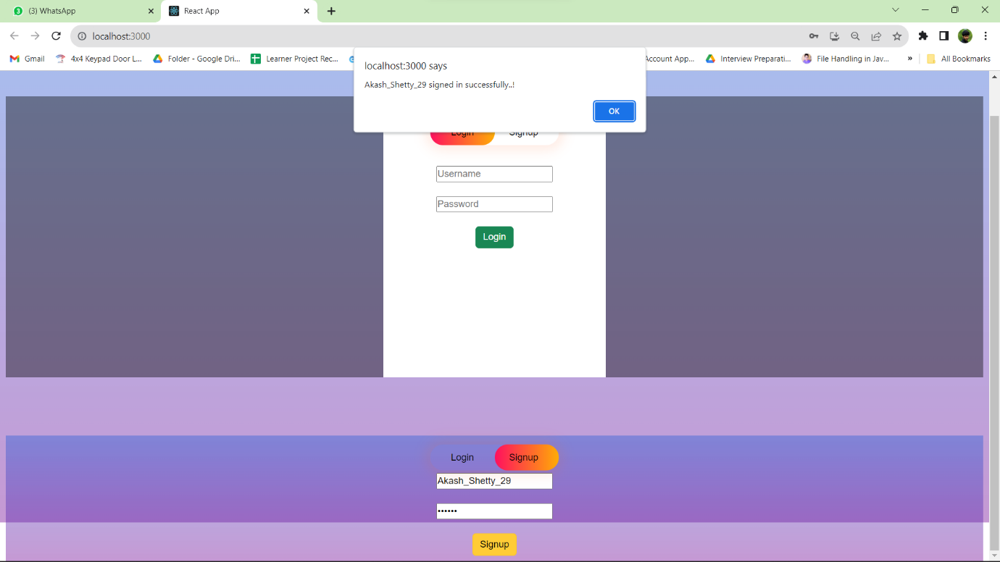 (3) WhatsApp
React App
localhost:3000
Gmail
4x4 Keypad Door L...
Folder - Google Dri...
Learner Project Rec...
Account App...
Interview Preparati...
File Handling in Jav...
»
All Bookmarks
localhost:3000 says
Akash_Shetty_29 signed in successfully..!
OK
Login Signup
Username
Password
Login
Login Signup
Akash_Shetty_29
••••••
Signup